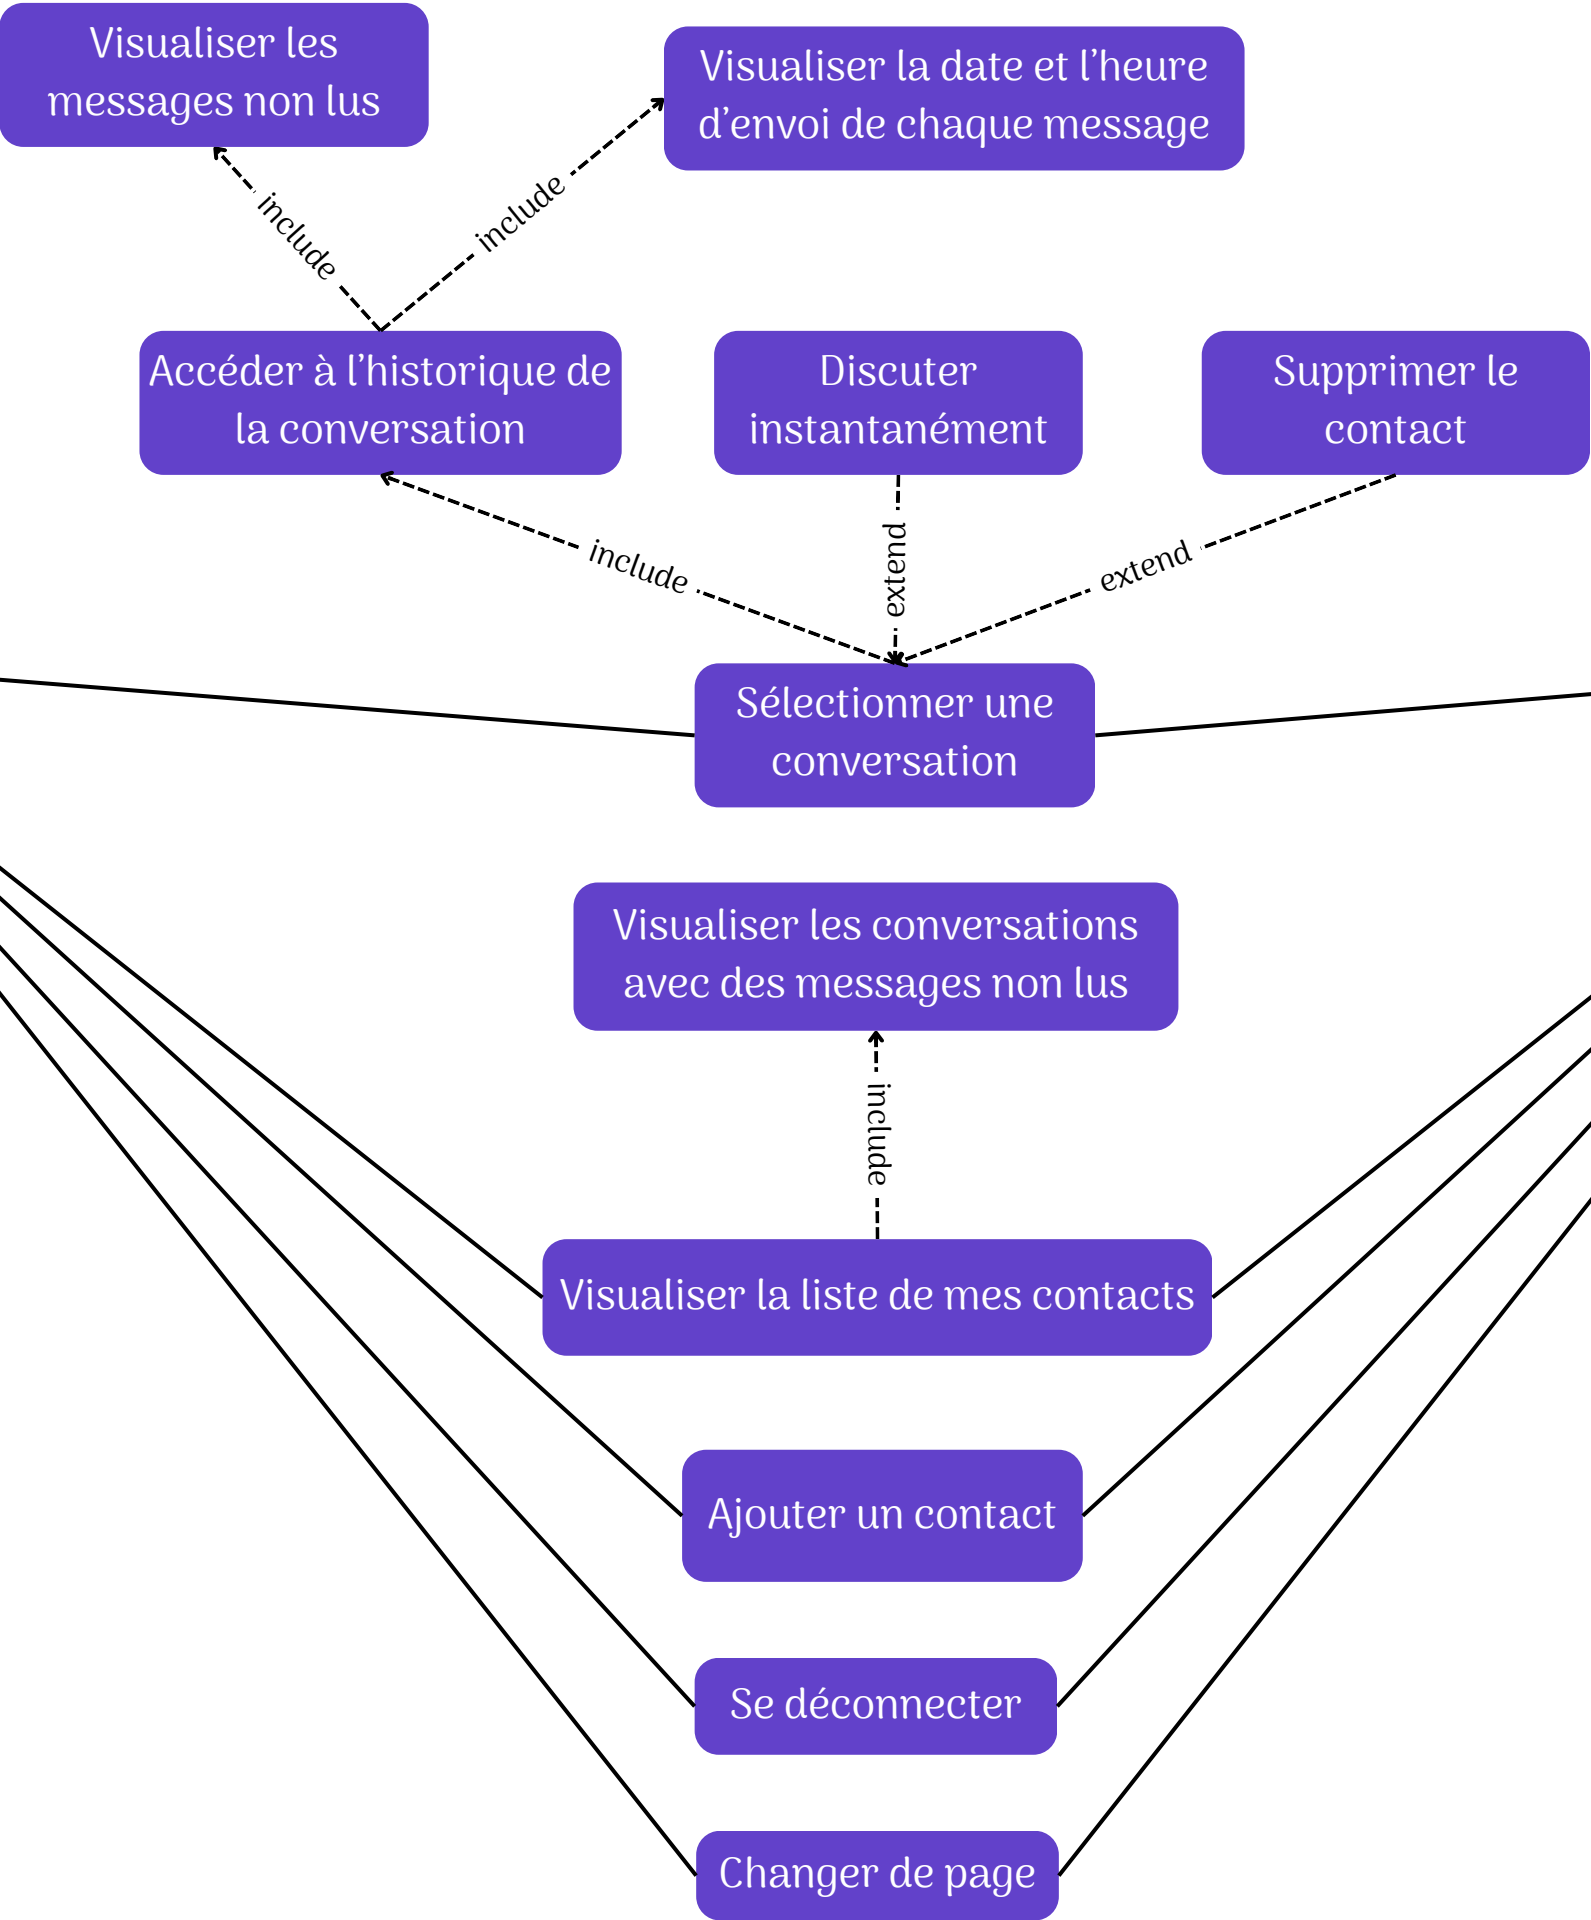 Visualiser les
messages non lus
Visualiser la date et l’heure
d’envoi de chaque message
include
include
Accéder à l’historique de
la conversation
Discuter
instantanément
Supprimer le
contact
include
extend
extend
Sélectionner une
conversation
Visualiser les conversations
avec des messages non lus
include
Visualiser la liste de mes contacts
Ajouter un contact
Se déconnecter
Changer de page